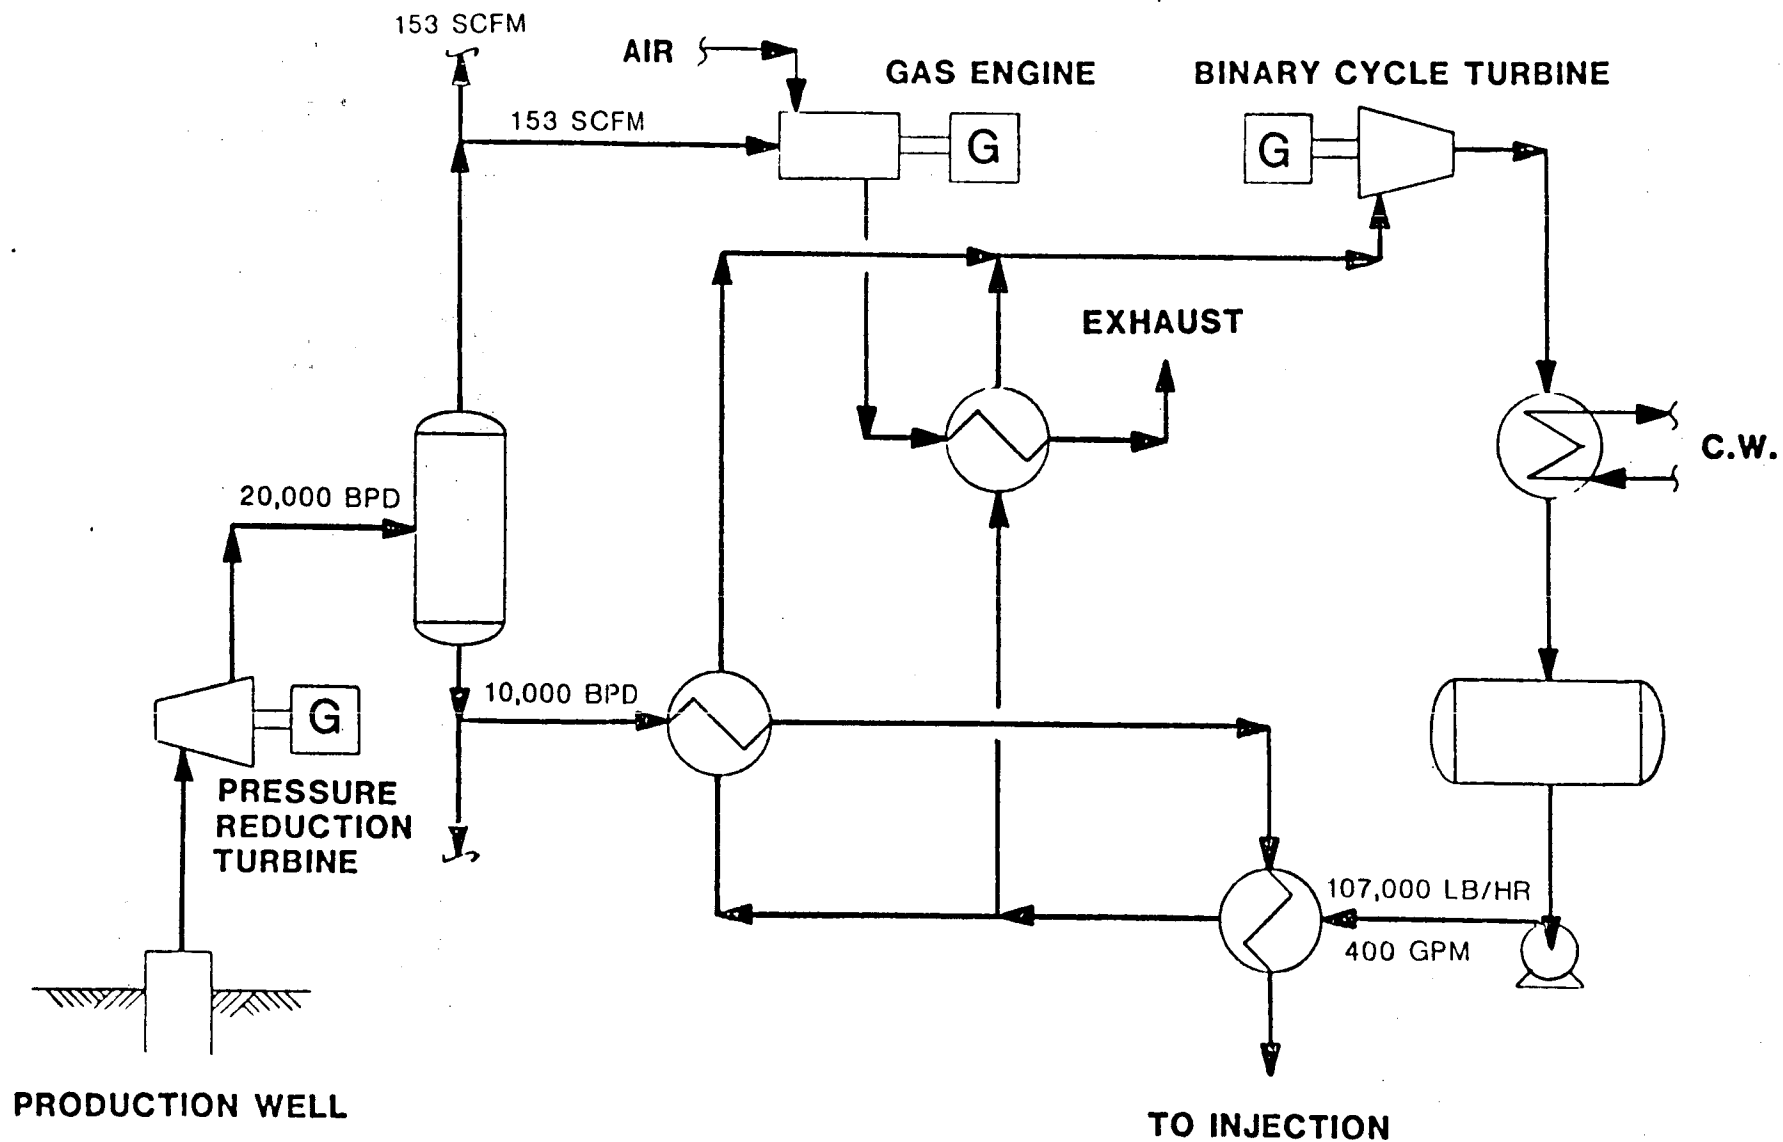 153 SCFM
AIR
GAS ENGINE
BINARY CYCLE TURBINE
153 SCFM
G
G
EXHAUST
C.W.
20,000 BPD
10,000 BPD
G
PRESSURE
REDUCTION
TURBINE
107,000 LB/HR
400 GPM
PRODUCTION WELL
TO INJECTION